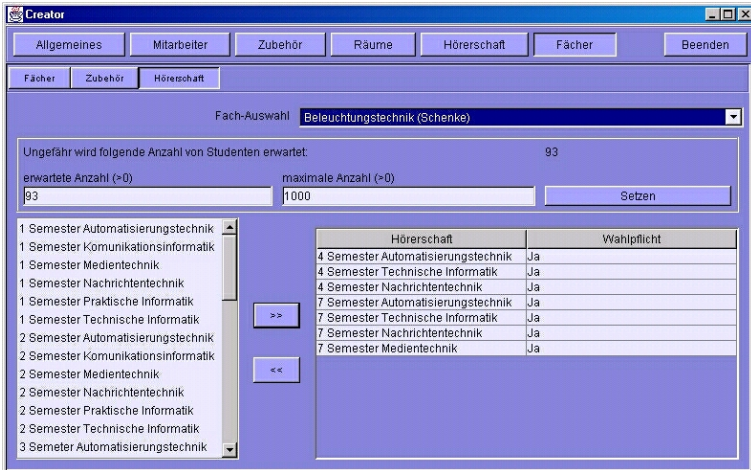 Creator
Allgemeines Mitarbeiter Zubehör Räume Hörerschaft Fächer Beenden
Fächer Zubehör Hörerschaft
Fach-Auswahl Beleuchtungstechnik (Schenke)
Ungefähr wird folgende Anzahl von Studenten erwartet: 93
erwartete Anzahl (>0) maximale Anzahl (>0)
93 1000 Setzen
1 Semester Automatisierungstechnik
1 Semester Komunikationsinformatik
1 Semester Medientechnik
1 Semester Nachrichtentechnik
1 Semester Praktische Informatik
1 Semester Technische Informatik
2 Semester Automatisierungstechnik
2 Semester Komunikationsinformatik
2 Semester Medientechnik
2 Semester Nachrichtentechnik
2 Semester Praktische Informatik
2 Semester Technische Informatik
3 Semeter Automatisierungstechnik
>>
<<
Hörerschaft Wahlpflicht
4 Semester Automatisierungstechnik Ja
4 Semester Technische Informatik Ja
4 Semester Nachrichtentechnik Ja
7 Semester Automatisierungstechnik Ja
7 Semester Technische Informatik Ja
7 Semester Nachrichtentechnik Ja
7 Semester Medientechnik Ja